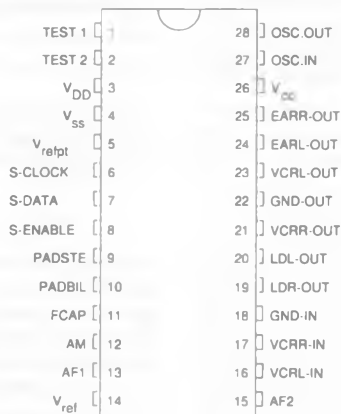 TEST 1 1 28 OSC.OUT
TEST 2 2 27 OSC.IN
VDD 3 26
Vss 4 25 EARR-OUT
Vrefpt 5 24 EARL-OUT
S-CLOCK 6 23 VCRL-OUT
S-DATA 7 22 GND-OUT
S-ENABLE 8 21 VCRR-OUT
PADSTE 9 20 LDL-OUT
PADBIL 10 19 LDR-OUT
FCAP 11 18 GND-IN
AM 12 17 VCRR-IN
AF1 13 16 VCRL-IN
Vref 14 15 AF2